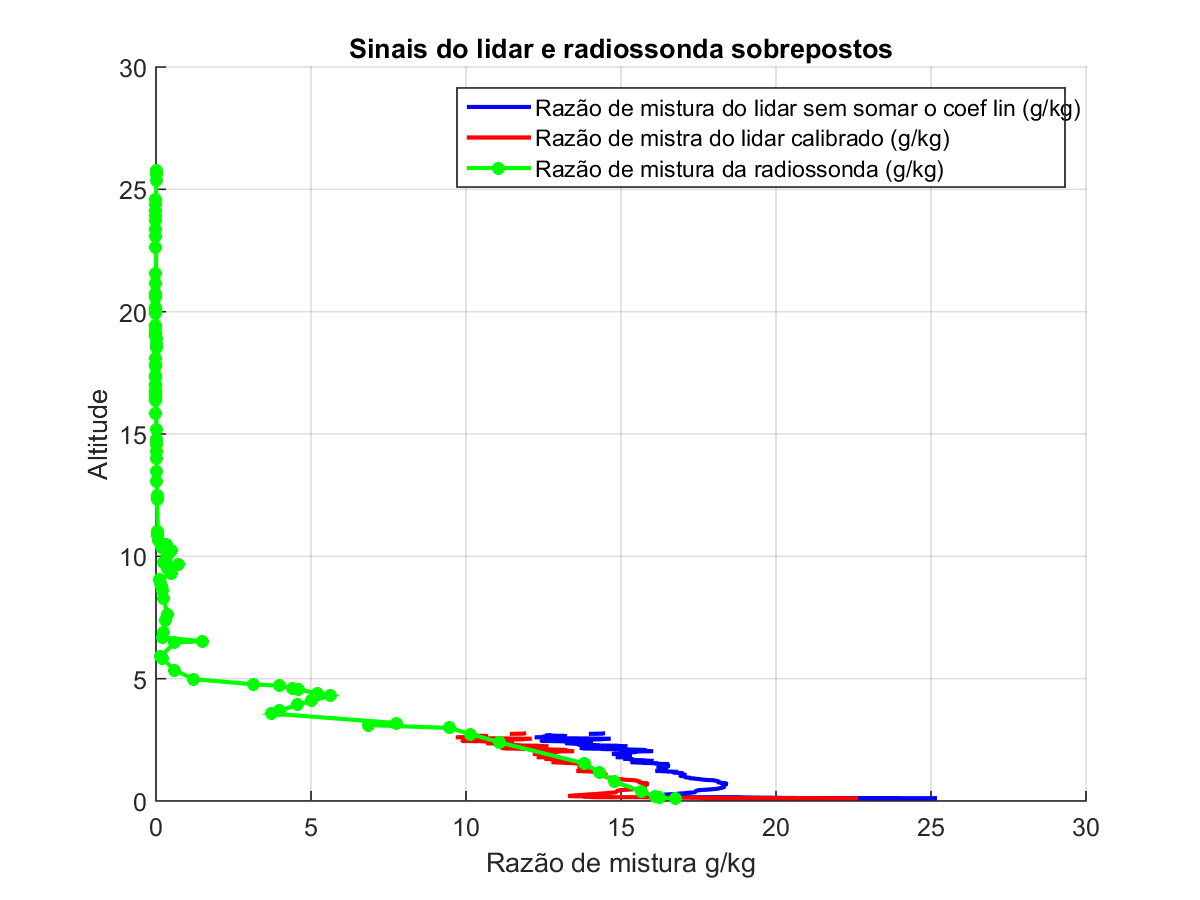 Sinais do lidar e radiossonda sobrepostos
30
Razão de mistura do lidar sem somar o coef lin (g/kg)
Razão de mistra do lidar calibrado (g/kg)
Razão de mistura da radiossonda (g/kg)
25
20
15
Altitude
10
5
0
0 5 10 15 20 25 30
Razão de mistura g/kg